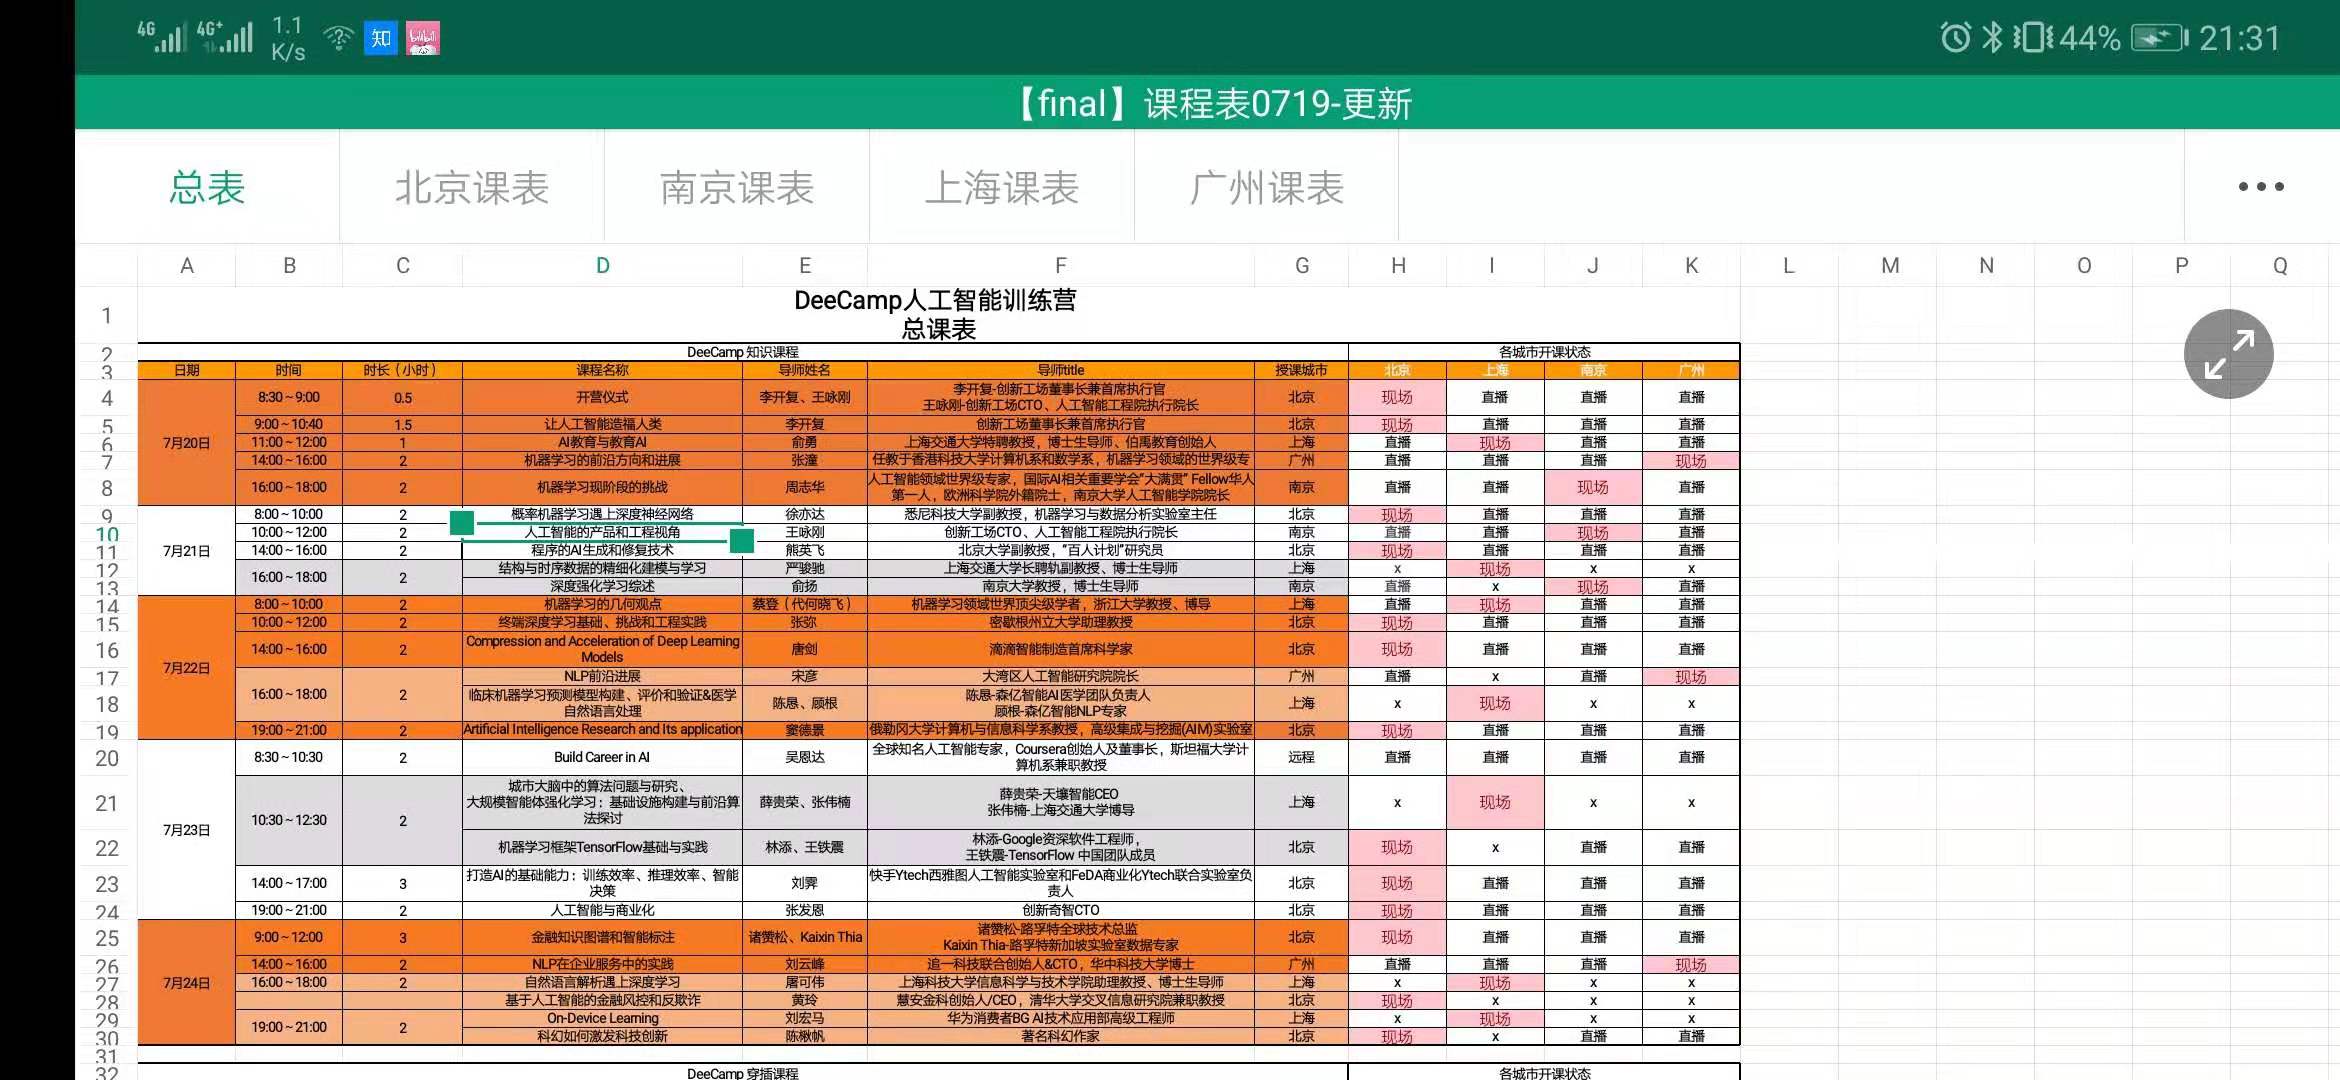 4G 4G+ 1.1 K/s 知 bilibili 44% 21:31
【final】课程表0719-更新
总表 北京课表 南京课表 上海课表 广州课表 •••
A B C D E F G H I J K L M N O P Q
1 DeeCamp人工智能训练营
总课表
2 DeeCamp 知识课程 各城市开课状态
3 日期 时间 时长（小时） 课程名称 导师姓名 导师title 授课城市 北京 上海 南京 广州
4 8:30～9:00 0.5 开营仪式 李开复、王咏刚 李开复-创新工场董事长兼首席执行官 北京 现场 直播 直播 直播
王咏刚-创新工场CTO、人工智能工程院执行院长
5 9:00～10:40 1.5 让人工智能造福人类 李开复 创新工场董事长兼首席执行官 北京 现场 直播 直播 直播
6 7月20日 11:00～12:00 1 AI教育与教育AI 俞勇 上海交通大学特聘教授，博士生导师、伯禹教育创始人 上海 直播 现场 直播 直播
7 14:00～16:00 2 机器学习的前沿方向和进展 张潼 任教于香港科技大学计算机系和数学系，机器学习领域的世界级专 广州 直播 直播 直播 现场
8 16:00～18:00 2 机器学习现阶段的挑战 周志华 人工智能领域世界级专家，国际AI相关重要学会“大满贯” Fellow华人 南京 直播 直播 现场 直播
第一人，欧洲科学院外籍院士，南京大学人工智能学院院长
9 8:00～10:00 2 概率机器学习遇上深度神经网络 徐亦达 悉尼科技大学副教授，机器学习与数据分析实验室主任 北京 现场 直播 直播 直播
10 10:00～12:00 2 人工智能的产品和工程视角 王咏刚 创新工场CTO、人工智能工程院执行院长 南京 直播 直播 现场 直播
11 7月21日 14:00～16:00 2 程序的AI生成和修复技术 熊英飞 北京大学副教授，“百人计划”研究员 北京 现场 直播 直播 直播
12 16:00～18:00 2 结构与时序数据的精细化建模与学习 严骏驰 上海交通大学长聘轨副教授、博士生导师 上海 x 现场 x x
13 深度强化学习综述 俞扬 南京大学教授，博士生导师 南京 直播 x 现场 直播
14 8:00～10:00 2 机器学习的几何观点 蔡登（代何晓飞） 机器学习领域世界顶尖级学者，浙江大学教授、博导 上海 直播 现场 直播 直播
15 10:00～12:00 2 终端深度学习基础、挑战和工程实践 张弥 密歇根州立大学助理教授 北京 现场 直播 直播 直播
16 7月22日 14:00～16:00 2 Compression and Acceleration of Deep Learning 唐剑 滴滴智能制造首席科学家 北京 现场 直播 直播 直播
Models
17 16:00～18:00 2 NLP前沿进展 宋彦 大湾区人工智能研究院院长 广州 直播 x 直播 现场
18 临床机器学习预测模型构建、评价和验证&医学 陈恳、顾根 陈恳-森亿智能AI医学团队负责人 上海 x 现场 x x
自然语言处理 顾根-森亿智能NLP专家
19 19:00～21:00 2 Artificial Intelligence Research and Its application 窦德景 俄勒冈大学计算机与信息科学系教授，高级集成与挖掘(AIM)实验室 北京 现场 直播 直播 直播
20 8:30～10:30 2 Build Career in AI 吴恩达 全球知名人工智能专家，Coursera创始人及董事长，斯坦福大学计 远程 直播 直播 直播 直播
算机系兼职教授
21 7月23日 10:30～12:30 2 城市大脑中的算法问题与研究、 薛贵荣、张伟楠 薛贵荣-天壤智能CEO 上海 x 现场 x x
大规模智能体强化学习：基础设施构建与前沿算 张伟楠-上海交通大学博导
法探讨
22 机器学习框架TensorFlow基础与实践 林添、王铁震 林添-Google资深软件工程师， 北京 现场 x 直播 直播
王铁震-TensorFlow 中国团队成员
23 14:00～17:00 3 打造AI的基础能力：训练效率、推理效率、智能 刘霁 快手Ytech西雅图人工智能实验室和FeDA商业化Ytech联合实验室负 北京 现场 直播 直播 直播
决策 责人
24 19:00～21:00 2 人工智能与商业化 张发恩 创新奇智CTO 北京 现场 直播 直播 直播
25 9:00～12:00 3 金融知识图谱和智能标注 诸赞松、Kaixin Thia 诸赞松-路孚特全球技术总监 北京 现场 直播 直播 直播
Kaixin Thia-路孚特新加坡实验室数据专家
26 14:00～16:00 2 NLP在企业服务中的实践 刘云峰 追一科技联合创始人&CTO，华中科技大学博士 广州 直播 直播 直播 现场
27 7月24日 16:00～18:00 2 自然语言解析遇上深度学习 屠可伟 上海科技大学信息科学与技术学院助理教授、博士生导师 上海 x 现场 x x
28 基于人工智能的金融风控和反欺诈 黄玲 慧安金科创始人/CEO，清华大学交叉信息研究院兼职教授 北京 现场 x x x
29 19:00～21:00 2 On-Device Learning 刘宏马 华为消费者BG AI技术应用部高级工程师 上海 x 现场 x x
30 科幻如何激发科技创新 陈楸帆 著名科幻作家 北京 现场 x 直播 直播
31
32 DeeCamp 穿插课程 各城市开课状态